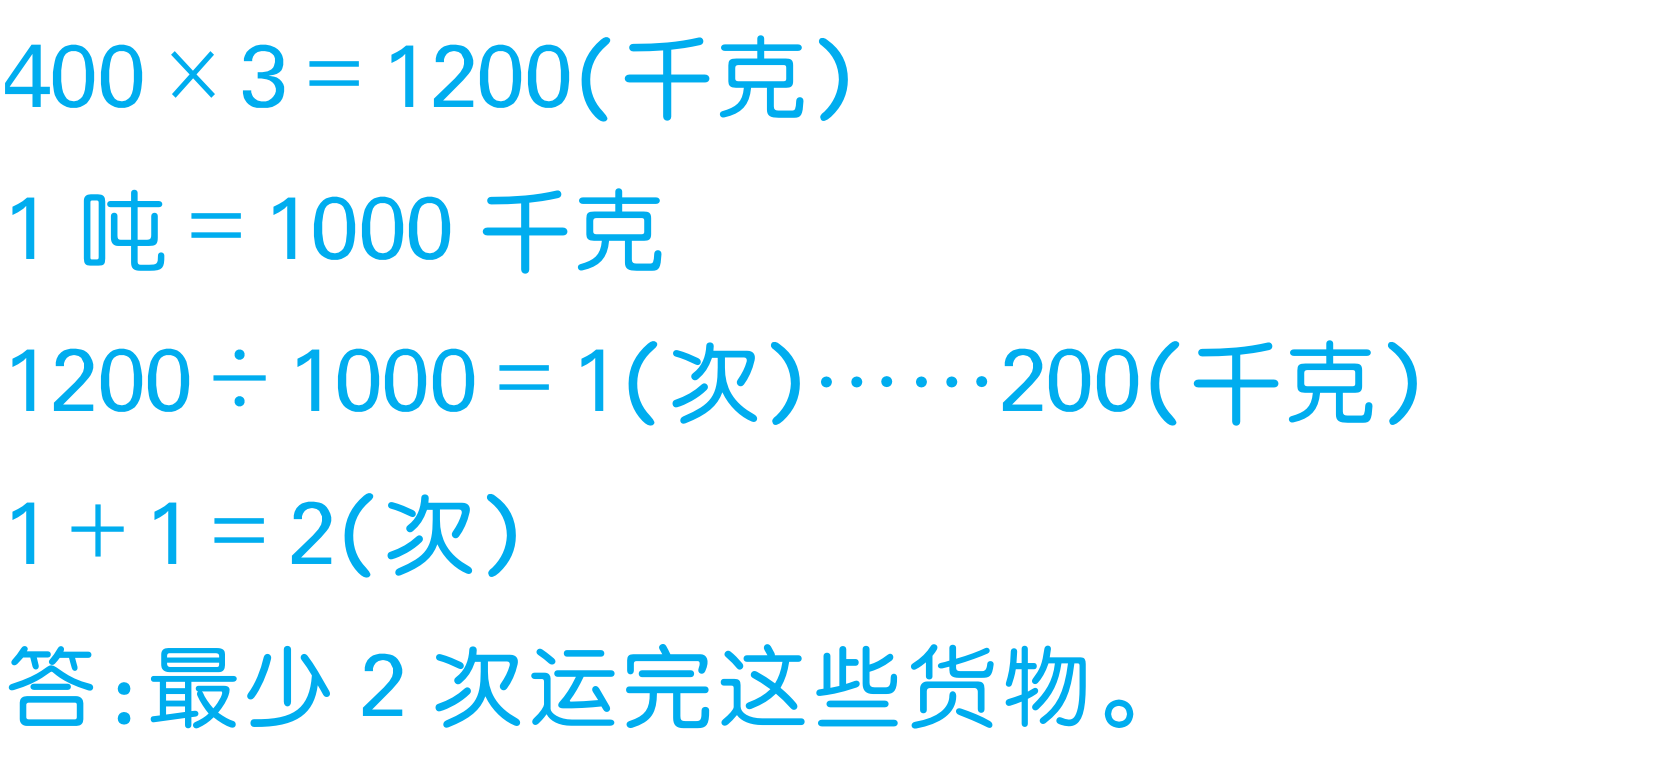 400 × 3 = 1200(千克)
1 吨 = 1000 千克
1200 ÷ 1000 = 1(次)······200(千克)
1 + 1 = 2(次)
答:最少 2 次运完这些货物。